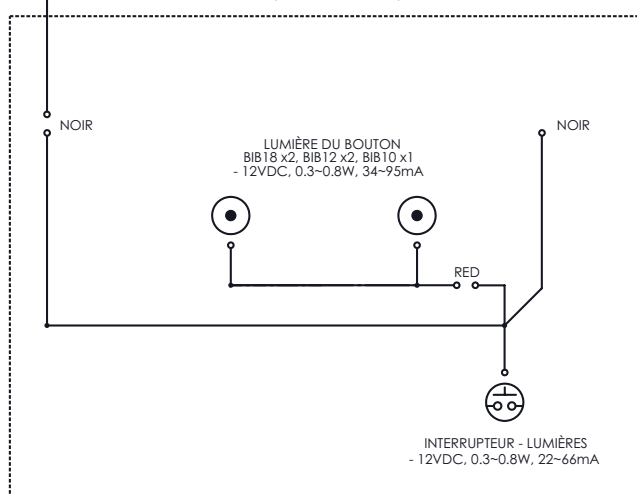 NOIR
NOIR
LUMIÈRE DU BOUTON
BIB18 x2, BIB12 x2, BIB10 x1
- 12VDC, 0.3~0.8W, 34~95mA
RED
INTERRUPTEUR - LUMIÈRES
- 12VDC, 0.3~0.8W, 22~66mA